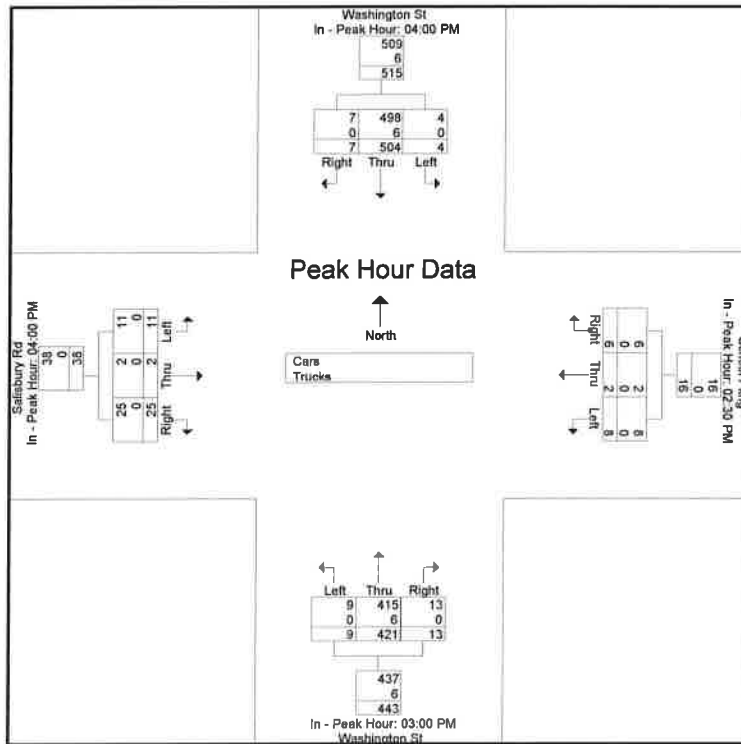 Washington St
In - Peak Hour: 04:00 PM
509
6
515
7 498 4
0 6 0
7 504 4
Right Thru Left
Peak Hour Data
North
Cars
Trucks
Salisbury Rd
In - Peak Hour: 04:00 PM
38
0
38
11 0 11
2 0 2
25 0 25
Left
Thru
Right
Right
Thru
Left
6 0 6
2 0 2
8 0 8
16
0
16
In - Peak Hour: 02:30 PM
Left Thru Right
9 415 13
0 6 0
9 421 13
437
6
443
In - Peak Hour: 03:00 PM
Washington St